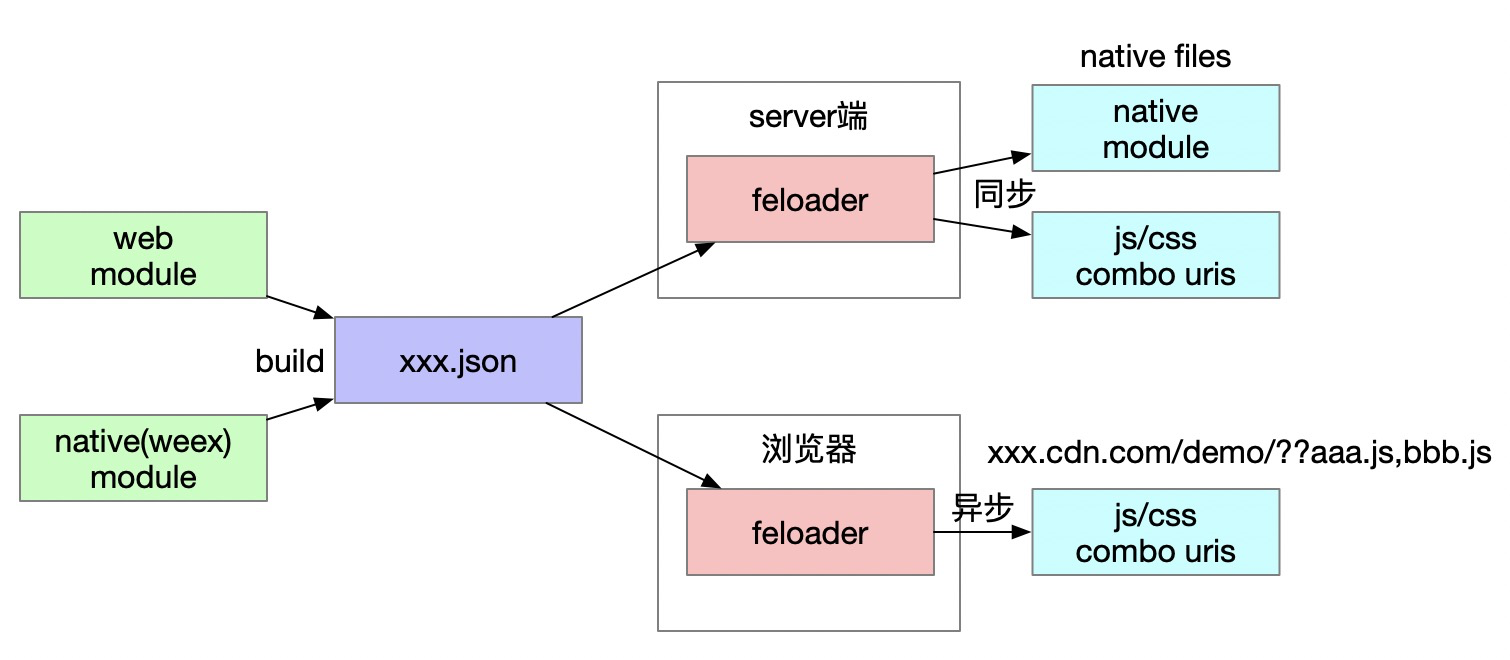 native files
server端
native
module
feloader
同步
web
module
js/css
combo uris
build
xxx.json
native(weex)
module
浏览器
xxx.cdn.com/demo/??aaa.js,bbb.js
异步
feloader
js/css
combo uris